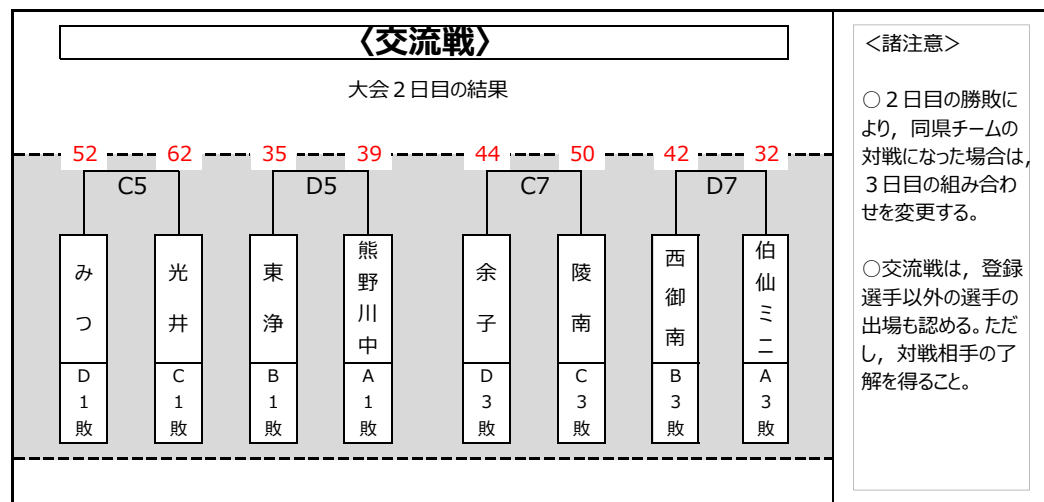 〈交流戦〉
大会２日目の結果
52 62 35 39 44 50 42 32
C5 D5 C7 D7
みつ
光井
東浄
熊野川中
余子
陵南
西御南
伯仙ミニ
D1敗
C1敗
B1敗
A1敗
D3敗
C3敗
B3敗
A3敗
＜諸注意＞
○２日目の勝敗に
より，同県チームの
対戦になった場合は，
３日目の組み合わ
せを変更する。
○交流戦は，登録
選手以外の選手の
出場も認める。ただ
し，対戦相手の了
解を得ること。